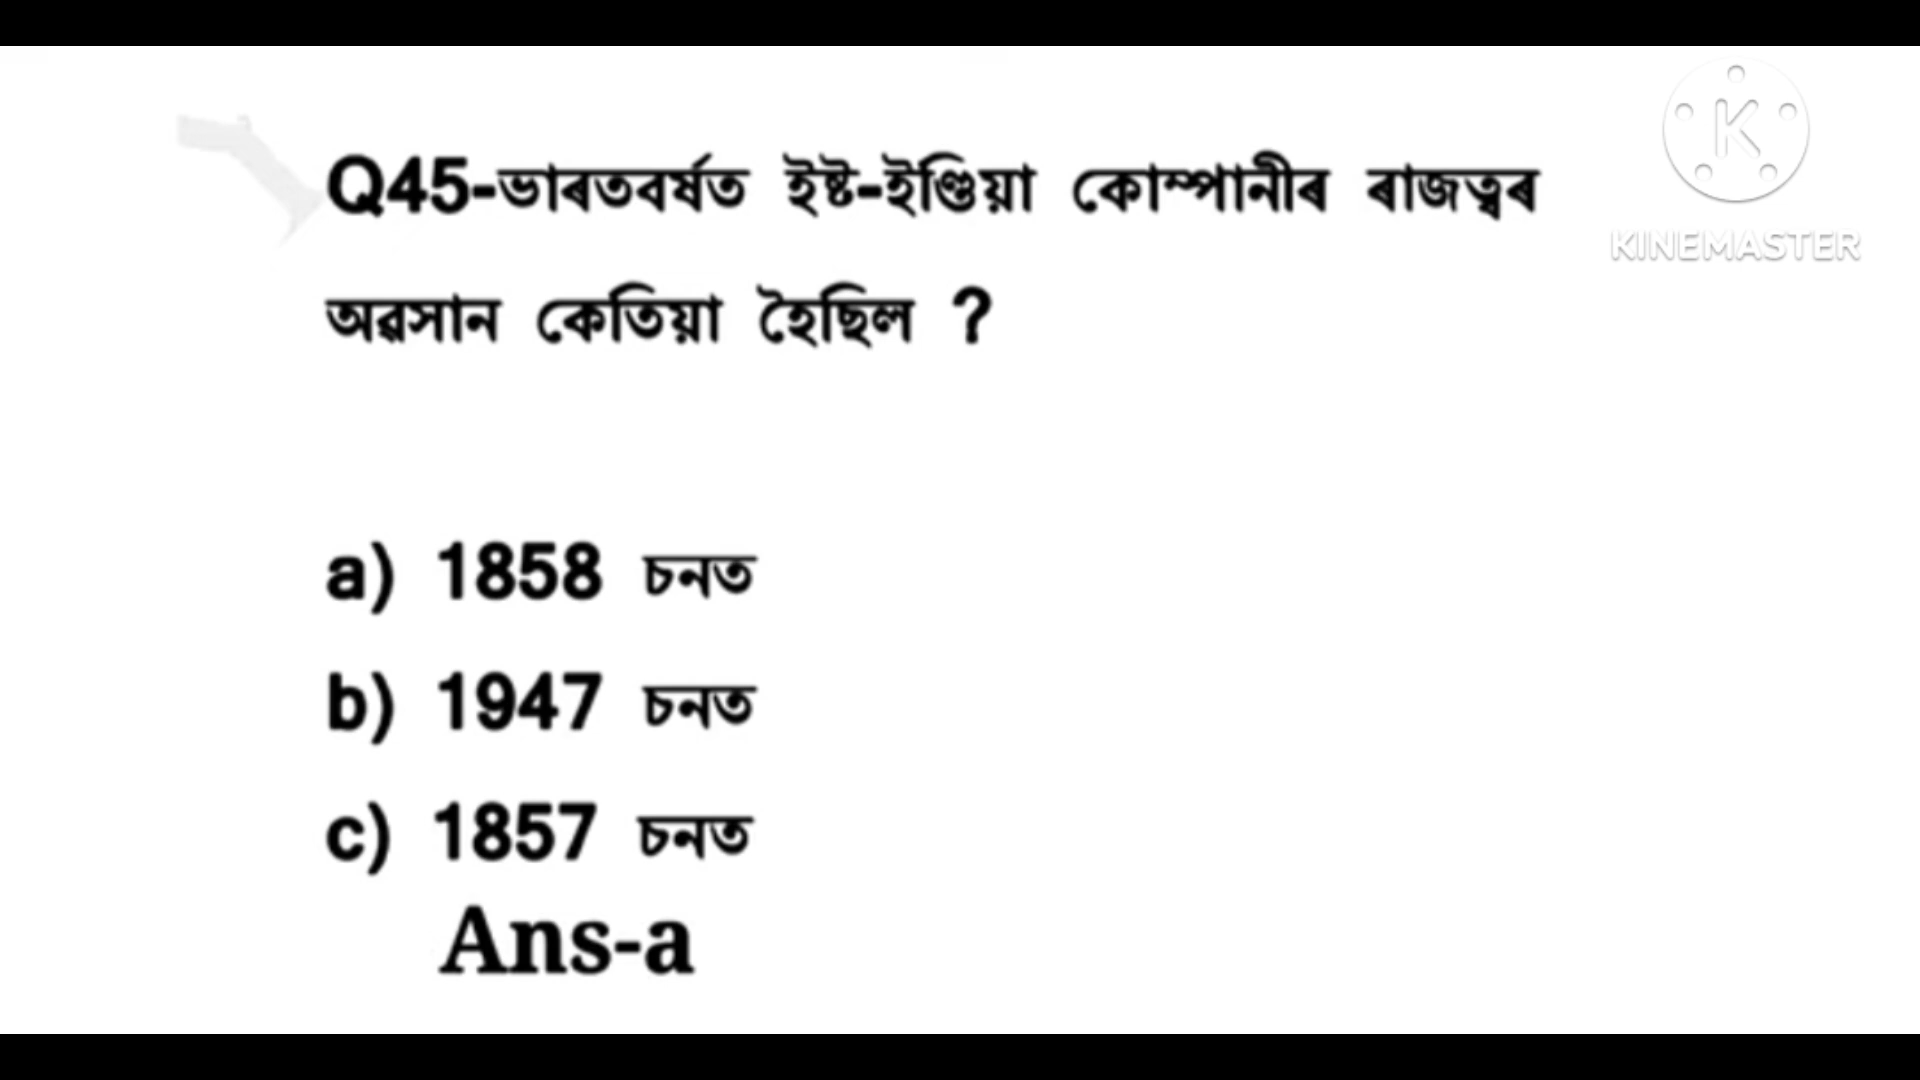 Q45-ভাৰতবৰ্ষত ইষ্ট-ইণ্ডিয়া কোম্পানীৰ ৰাজত্বৰ
অৱসান কেতিয়া হৈছিল ?
a) 1858 চনত
b) 1947 চনত
c) 1857 চনত
Ans-a
K
KINEMASTER